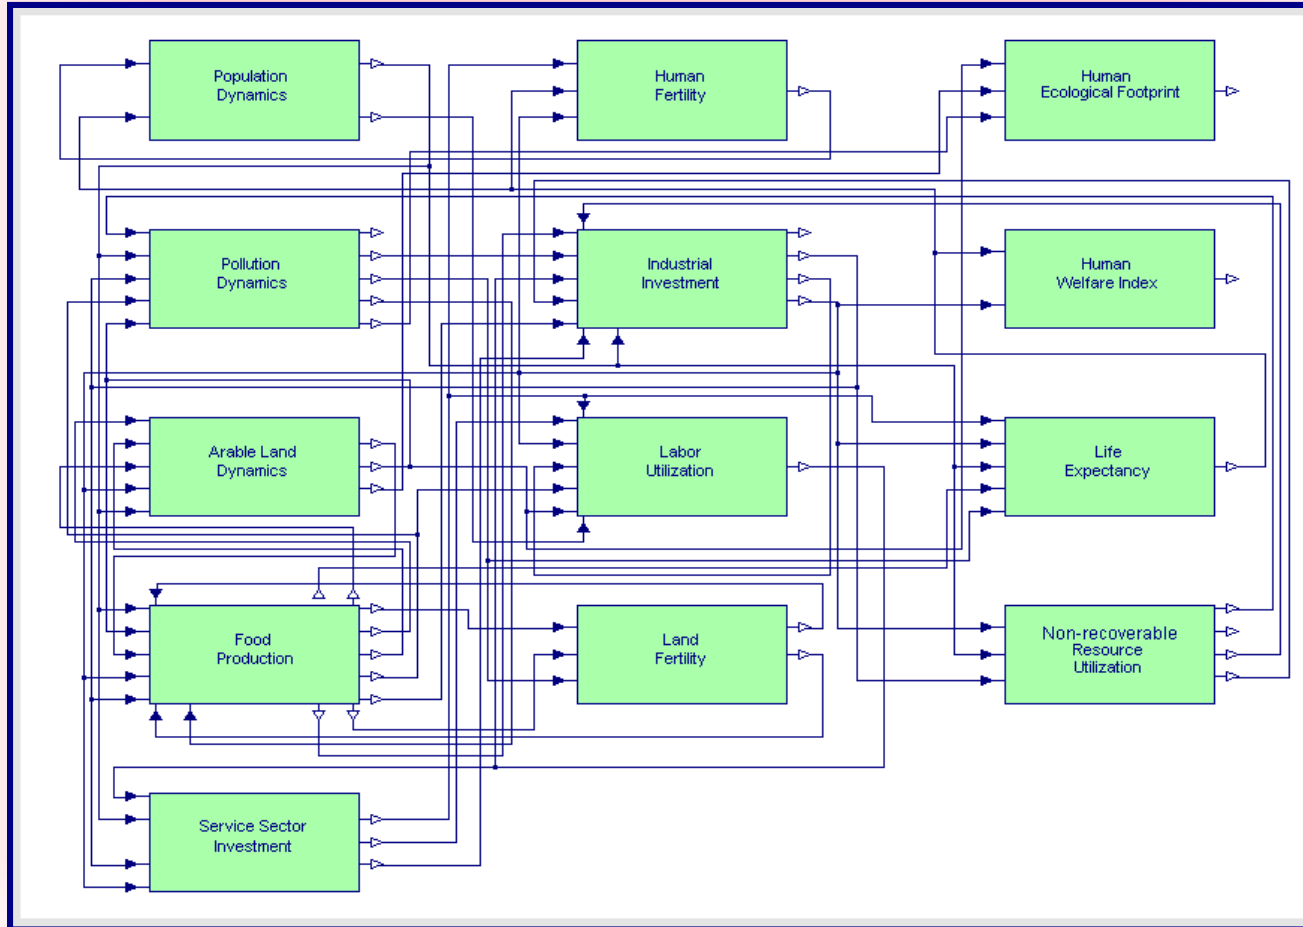 Population
Dynamics
Human
Fertility
Human
Ecological Footprint
Pollution
Dynamics
Industrial
Investment
Human
Welfare Index
Arable Land
Dynamics
Labor
Utilization
Life
Expectancy
Food
Production
Land
Fertility
Non-recoverable
Resource
Utilization
Service Sector
Investment